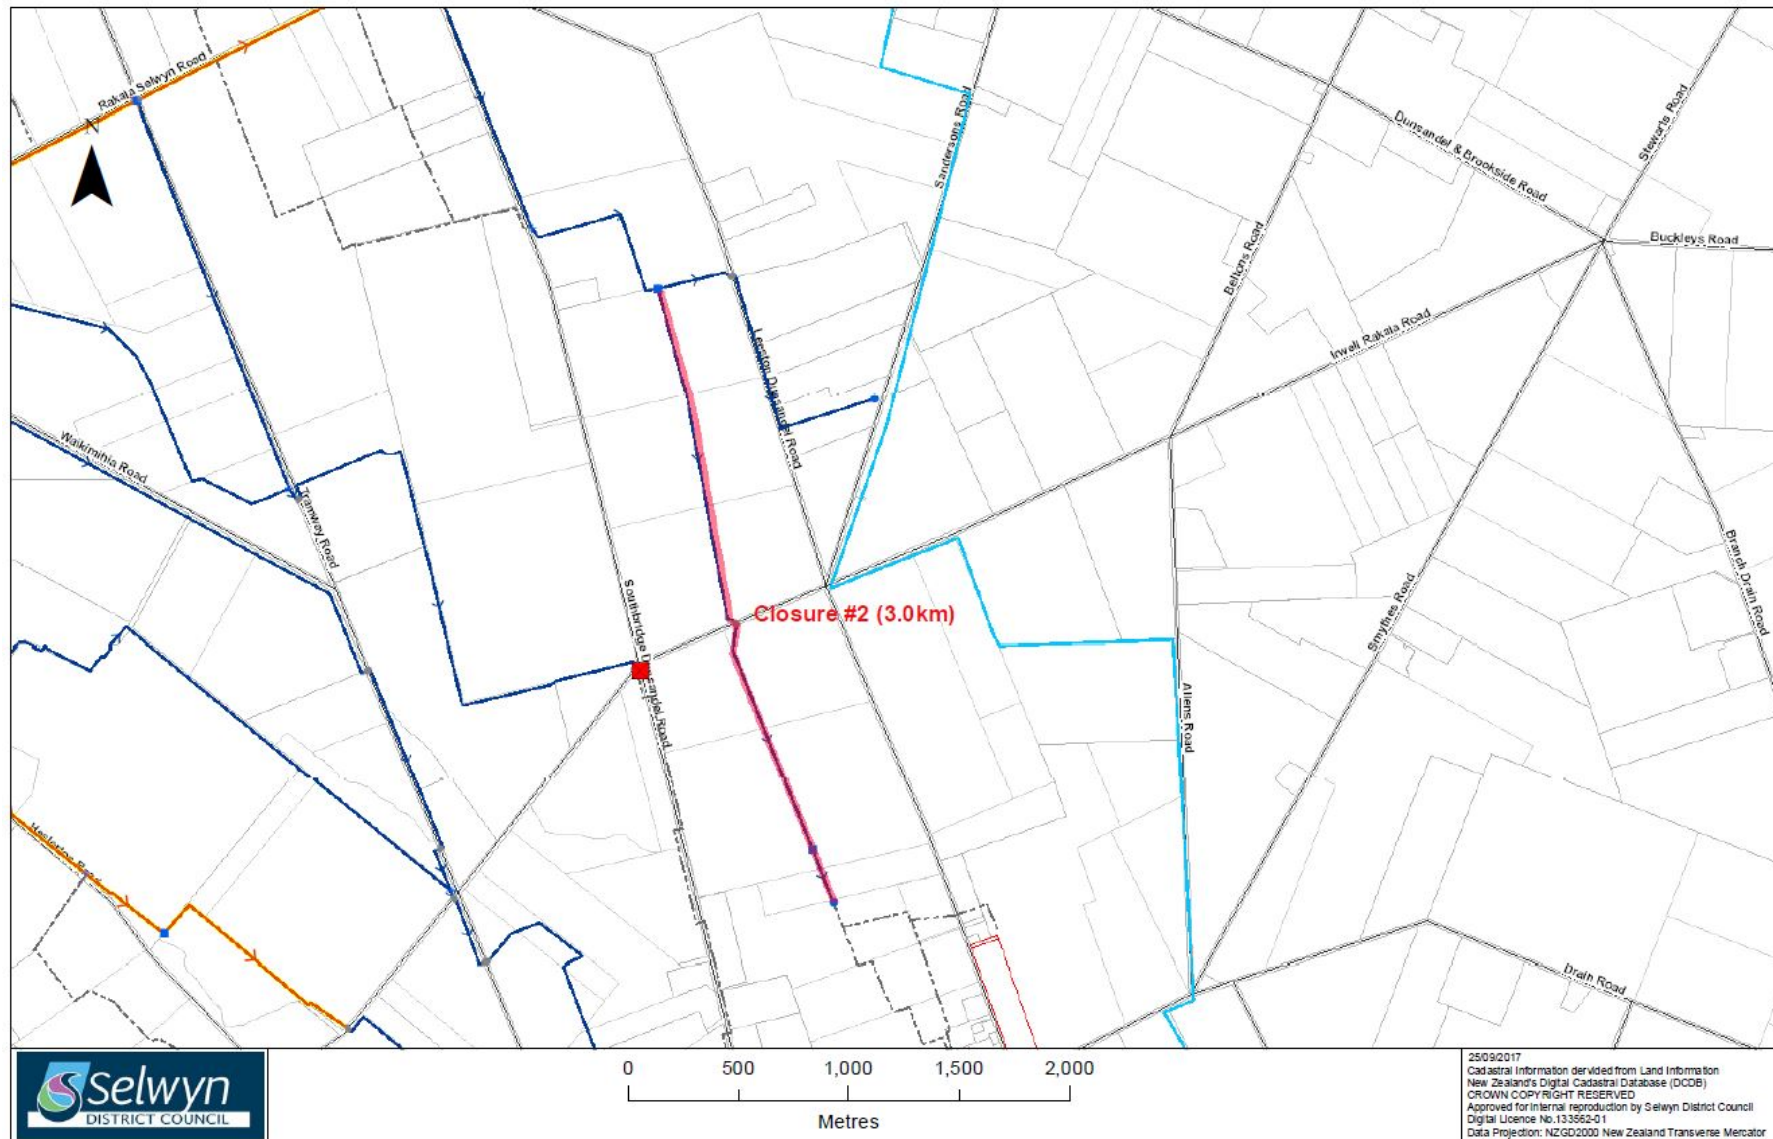 Rakaia Selwyn Road
N
Sandersons Road
Dunsandel & Brookside Road
Stewarts Road
Buckleys Road
Beltons Road
Irwell Rakaia Road
Leeston Dunsandel Road
Waikirihia Road
Tramway Road
Southbridge Dunsandel Road
Closure #2 (3.0km)
Smythes Road
Branch Drain Road
Allens Road
Drain Road
Selwyn
DISTRICT COUNCIL
0 500 1,000 1,500 2,000
Metres
25/09/2017
Cadastral Information dervided from Land Information
New Zealand's Digital Cadastral Database (DCDB)
CROWN COPYRIGHT RESERVED
Approved for internal reproduction by Selwyn District Council
Digital Licence No.133562-01
Data Projection: NZGD2000 New Zealand Transverse Mercator